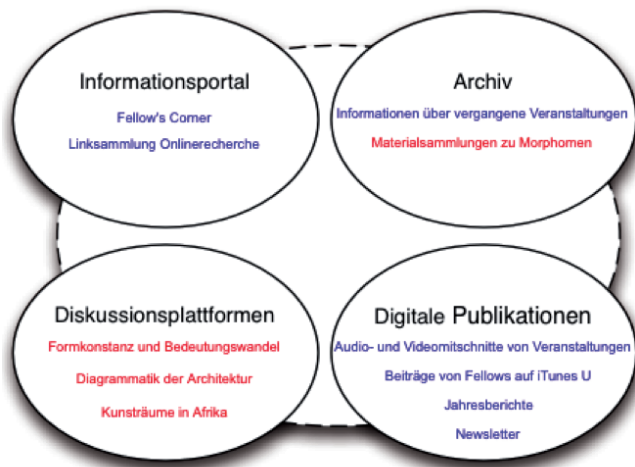 Informationsportal
Fellow's Corner
Linksammlung Onlinerecherche
Archiv
Informationen über vergangene Veranstaltungen
Materialsammlungen zu Morphomen
Diskussionsplattformen
Formkonstanz und Bedeutungswandel
Diagrammatik der Architektur
Kunsträume in Afrika
Digitale Publikationen
Audio- und Videomitschnitte von Veranstaltungen
Beiträge von Fellows auf iTunes U
Jahresberichte
Newsletter